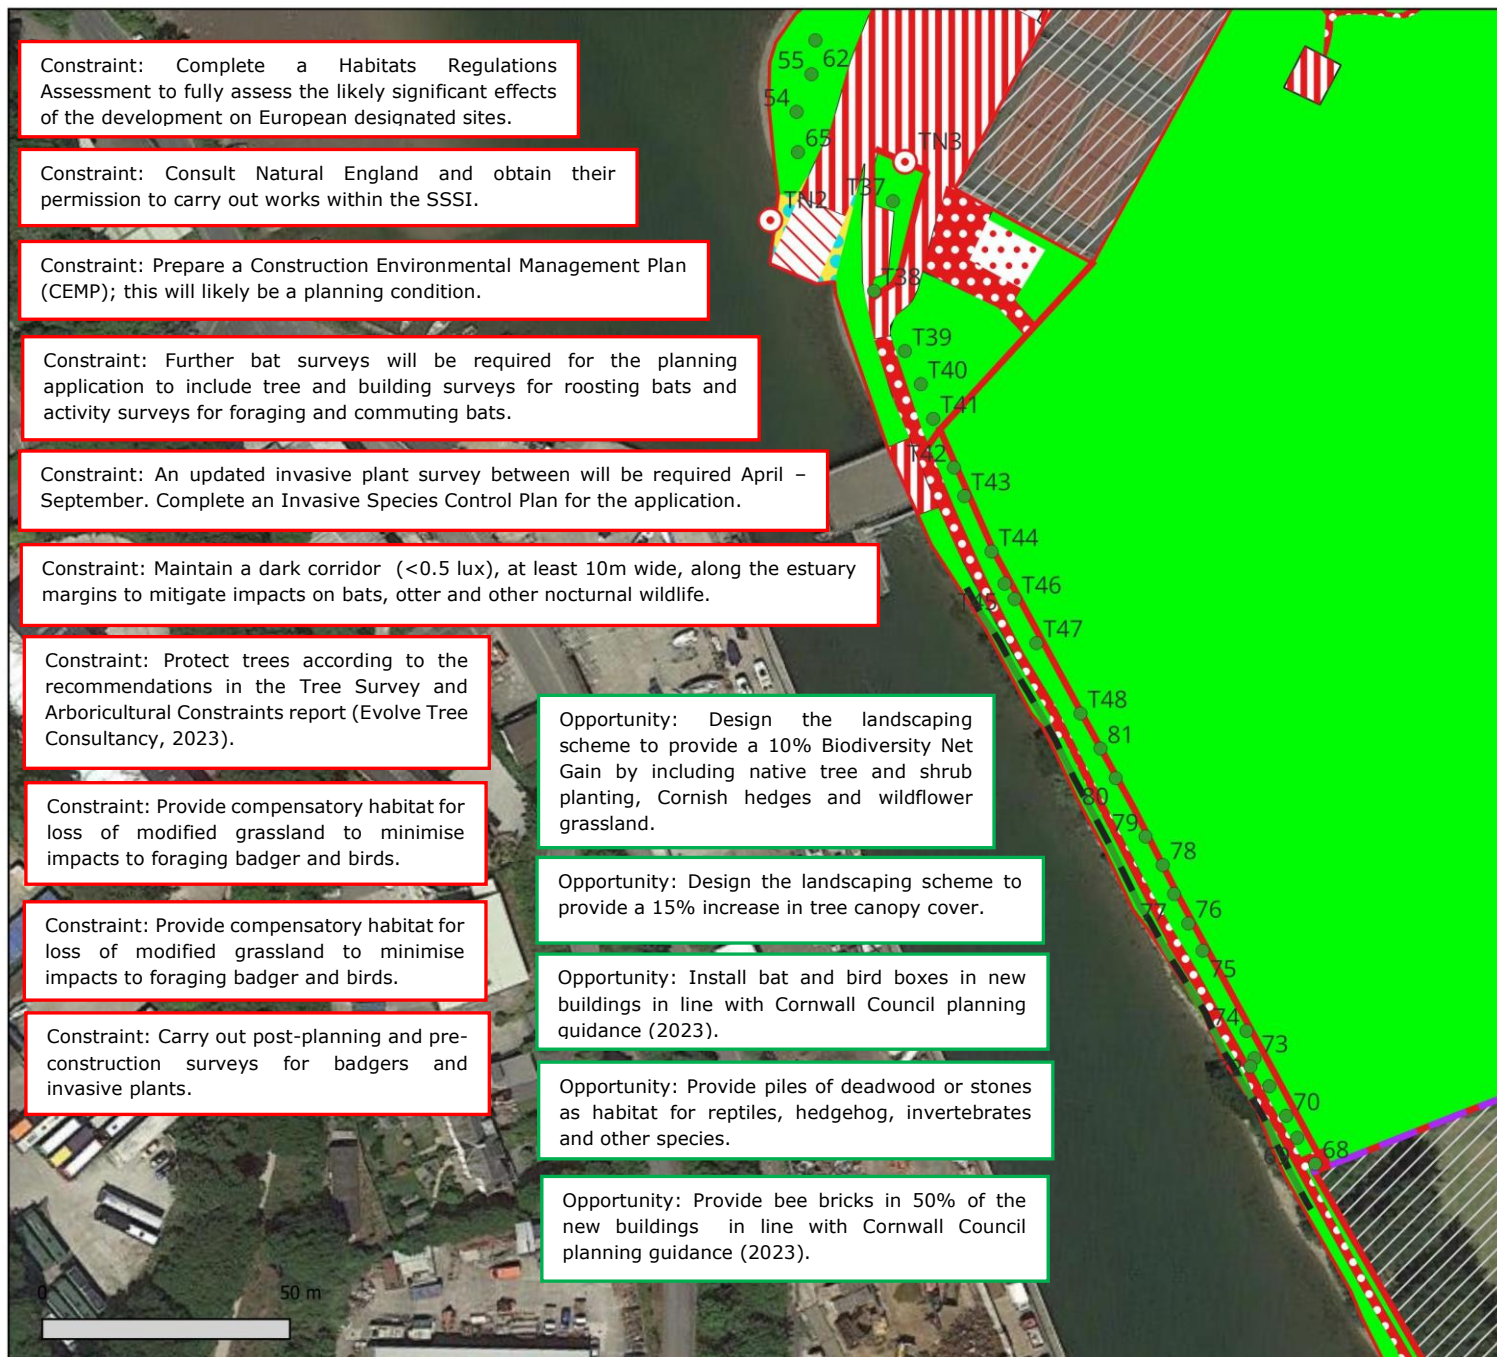 Constraint: Complete a Habitats Regulations
Assessment to fully assess the likely significant effects
of the development on European designated sites.
Constraint: Consult Natural England and obtain their
permission to carry out works within the SSSI.
Constraint: Prepare a Construction Environmental Management Plan
(CEMP); this will likely be a planning condition.
Constraint: Further bat surveys will be required for the planning
application to include tree and building surveys for roosting bats and
activity surveys for foraging and commuting bats.
Constraint: An updated invasive plant survey between will be required April –
September. Complete an Invasive Species Control Plan for the application.
Constraint: Maintain a dark corridor (<0.5 lux), at least 10m wide, along the estuary
margins to mitigate impacts on bats, otter and other nocturnal wildlife.
Constraint: Protect trees according to the
recommendations in the Tree Survey and
Arboricultural Constraints report (Evolve Tree
Consultancy, 2023).
Constraint: Provide compensatory habitat for
loss of modified grassland to minimise
impacts to foraging badger and birds.
Constraint: Provide compensatory habitat for
loss of modified grassland to minimise
impacts to foraging badger and birds.
Constraint: Carry out post-planning and pre-
construction surveys for badgers and
invasive plants.
Opportunity: Design the landscaping
scheme to provide a 10% Biodiversity Net
Gain by including native tree and shrub
planting, Cornish hedges and wildflower
grassland.
Opportunity: Design the landscaping scheme to
provide a 15% increase in tree canopy cover.
Opportunity: Install bat and bird boxes in new
buildings in line with Cornwall Council planning
guidance (2023).
Opportunity: Provide piles of deadwood or stones
as habitat for reptiles, hedgehog, invertebrates
and other species.
Opportunity: Provide bee bricks in 50% of the
new buildings in line with Cornwall Council
planning guidance (2023).
55
62
54
65
TN3
T37
TN2
T38
T39
T40
T41
T42
T43
T44
T46
T45
T47
T48
81
80
79
78
77
76
75
74
73
70
68
0
50 m